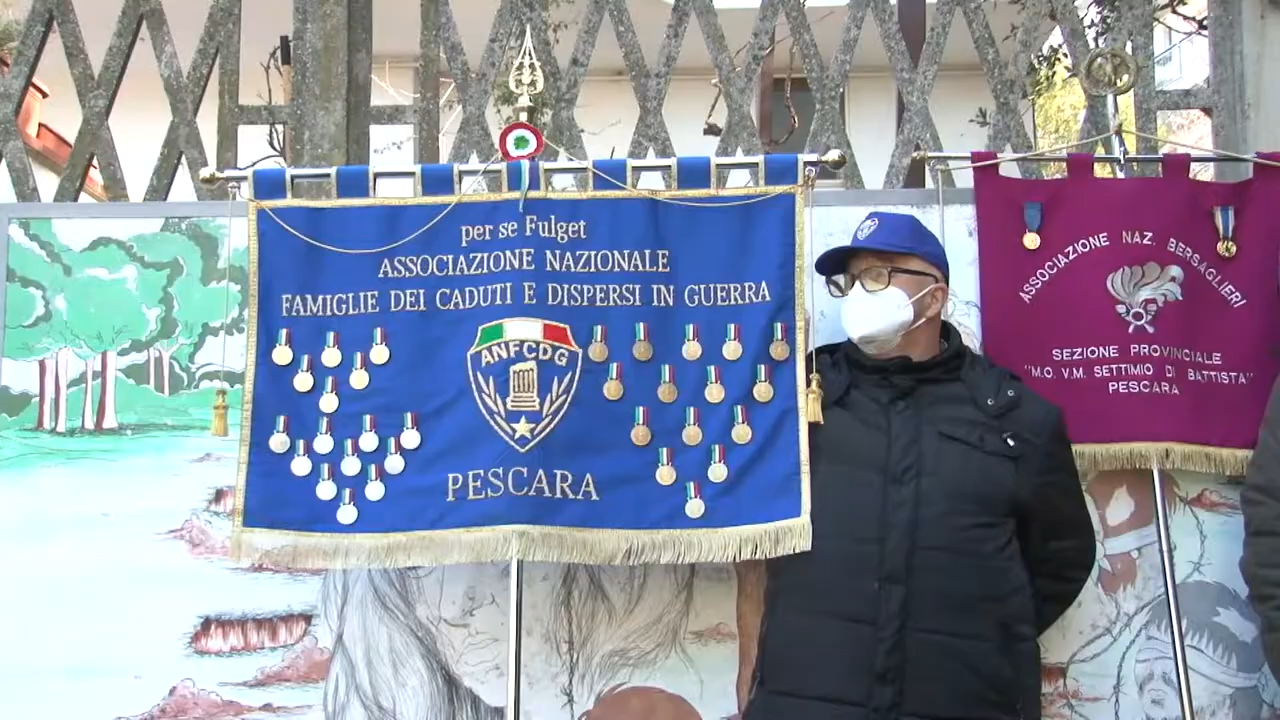 per se Fulget
ASSOCIAZIONE NAZIONALE
FAMIGLIE DEI CADUTI E DISPERSI IN GUERRA
ANFCDG
PESCARA
ASSOCIAZIONE NAZ. BERSAGLIERI
SEZIONE PROVINCIALE
"M.O. V.M. SETTIMIO DI BATTISTA"
PESCARA